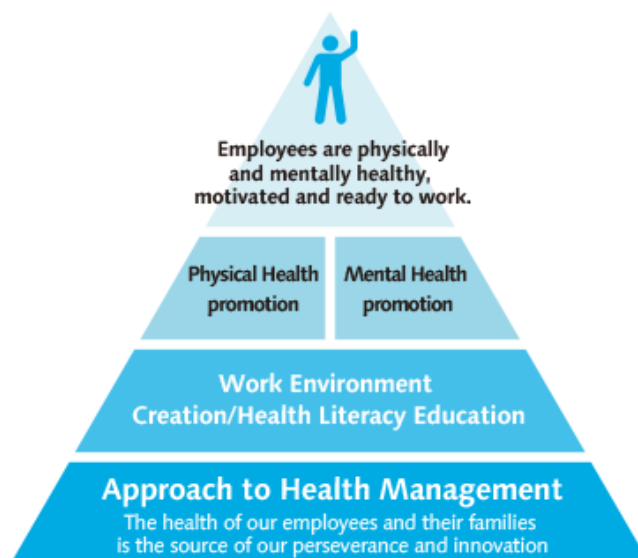 Employees are physically
and mentally healthy,
motivated and ready to work.
Physical Health
promotion
Mental Health
promotion
Work Environment
Creation/Health Literacy Education
Approach to Health Management
The health of our employees and their families
is the source of our perseverance and innovation